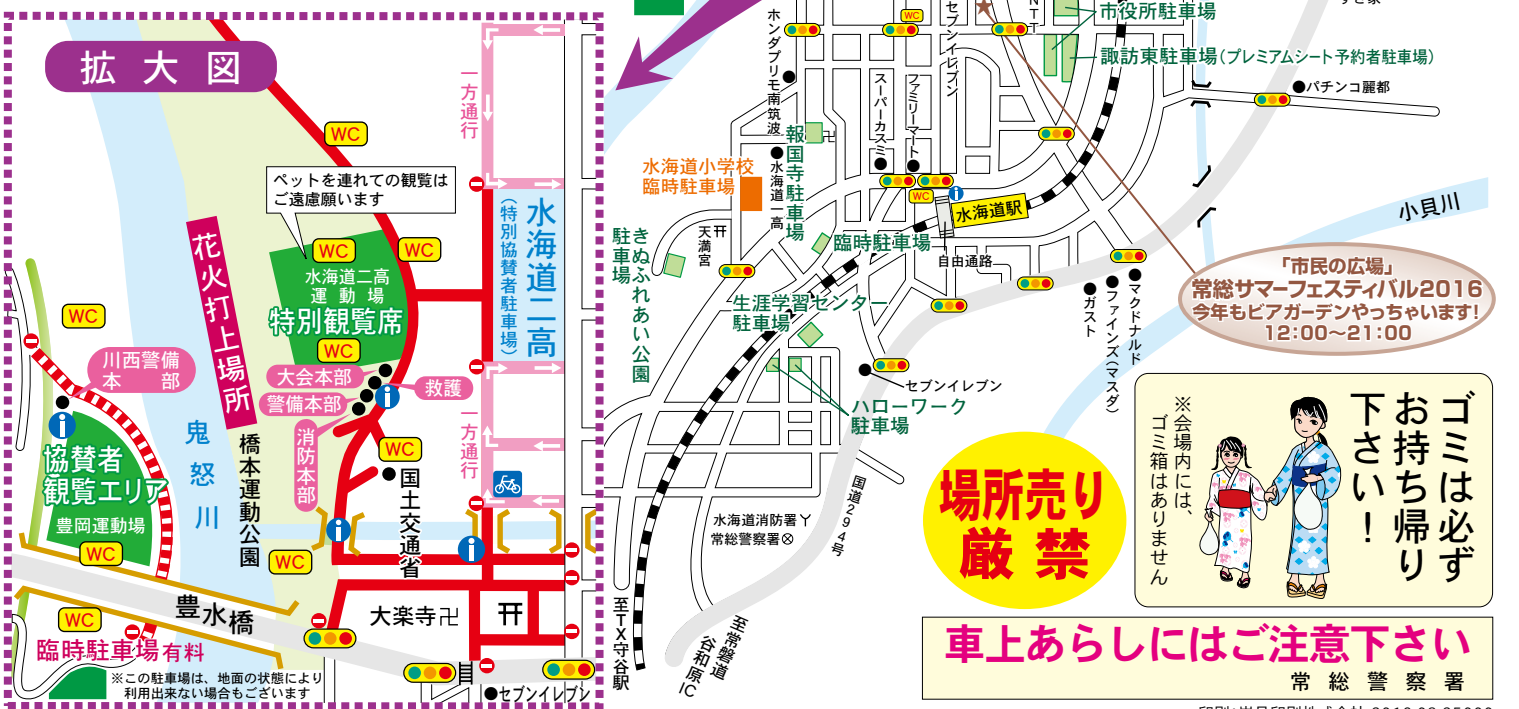 拡大図
WC
ペットを連れての観覧は
ご遠慮願います
WC
WC
水海道二高
運動場
特別観覧席
WC
大会本部
警備本部
救護
消防本部
WC
国土交通省
花火打上場所
鬼怒川
橋本運動公園
WC
WC
川西警備
本部
協賛者
観覧エリア
豊岡運動場
WC
豊水橋
WC
臨時駐車場有料
※この駐車場は、地面の状態により
利用出来ない場合もございます
大楽寺卍
セブンイレブン
一方通行
水海道二高
(特別協賛者駐車場)
一方通行
ホンダプリモ南筑波
WC
セブンイレブン
NTT
市役所駐車場
諏訪東駐車場(プレミアムシート予約者駐車場)
パチンコ麗都
スーパーカスミ
ファミリーマート
報国寺駐車場
卍
水海道小学校
臨時駐車場
水海道一高
WC
水海道駅
自由通路
小貝川
天満宮
きぬふれあい公園
駐車場
臨時駐車場
生涯学習センター
駐車場
マクドナルド
ファインズ(マスダ)
ガスト
セブンイレブン
ハローワーク
駐車場
国道294号
水海道消防署
常総警察署
至TX守谷駅
至常磐道
谷和原IC
「市民の広場」
常総サマーフェスティバル2016
今年もビアガーデンやっちゃいます!
12:00〜21:00
場所売り
厳禁
ゴミは必ず
お持ち帰り
下さい!
※会場内には、
ゴミ箱はありません
車上あらしにはご注意下さい
常総警察署